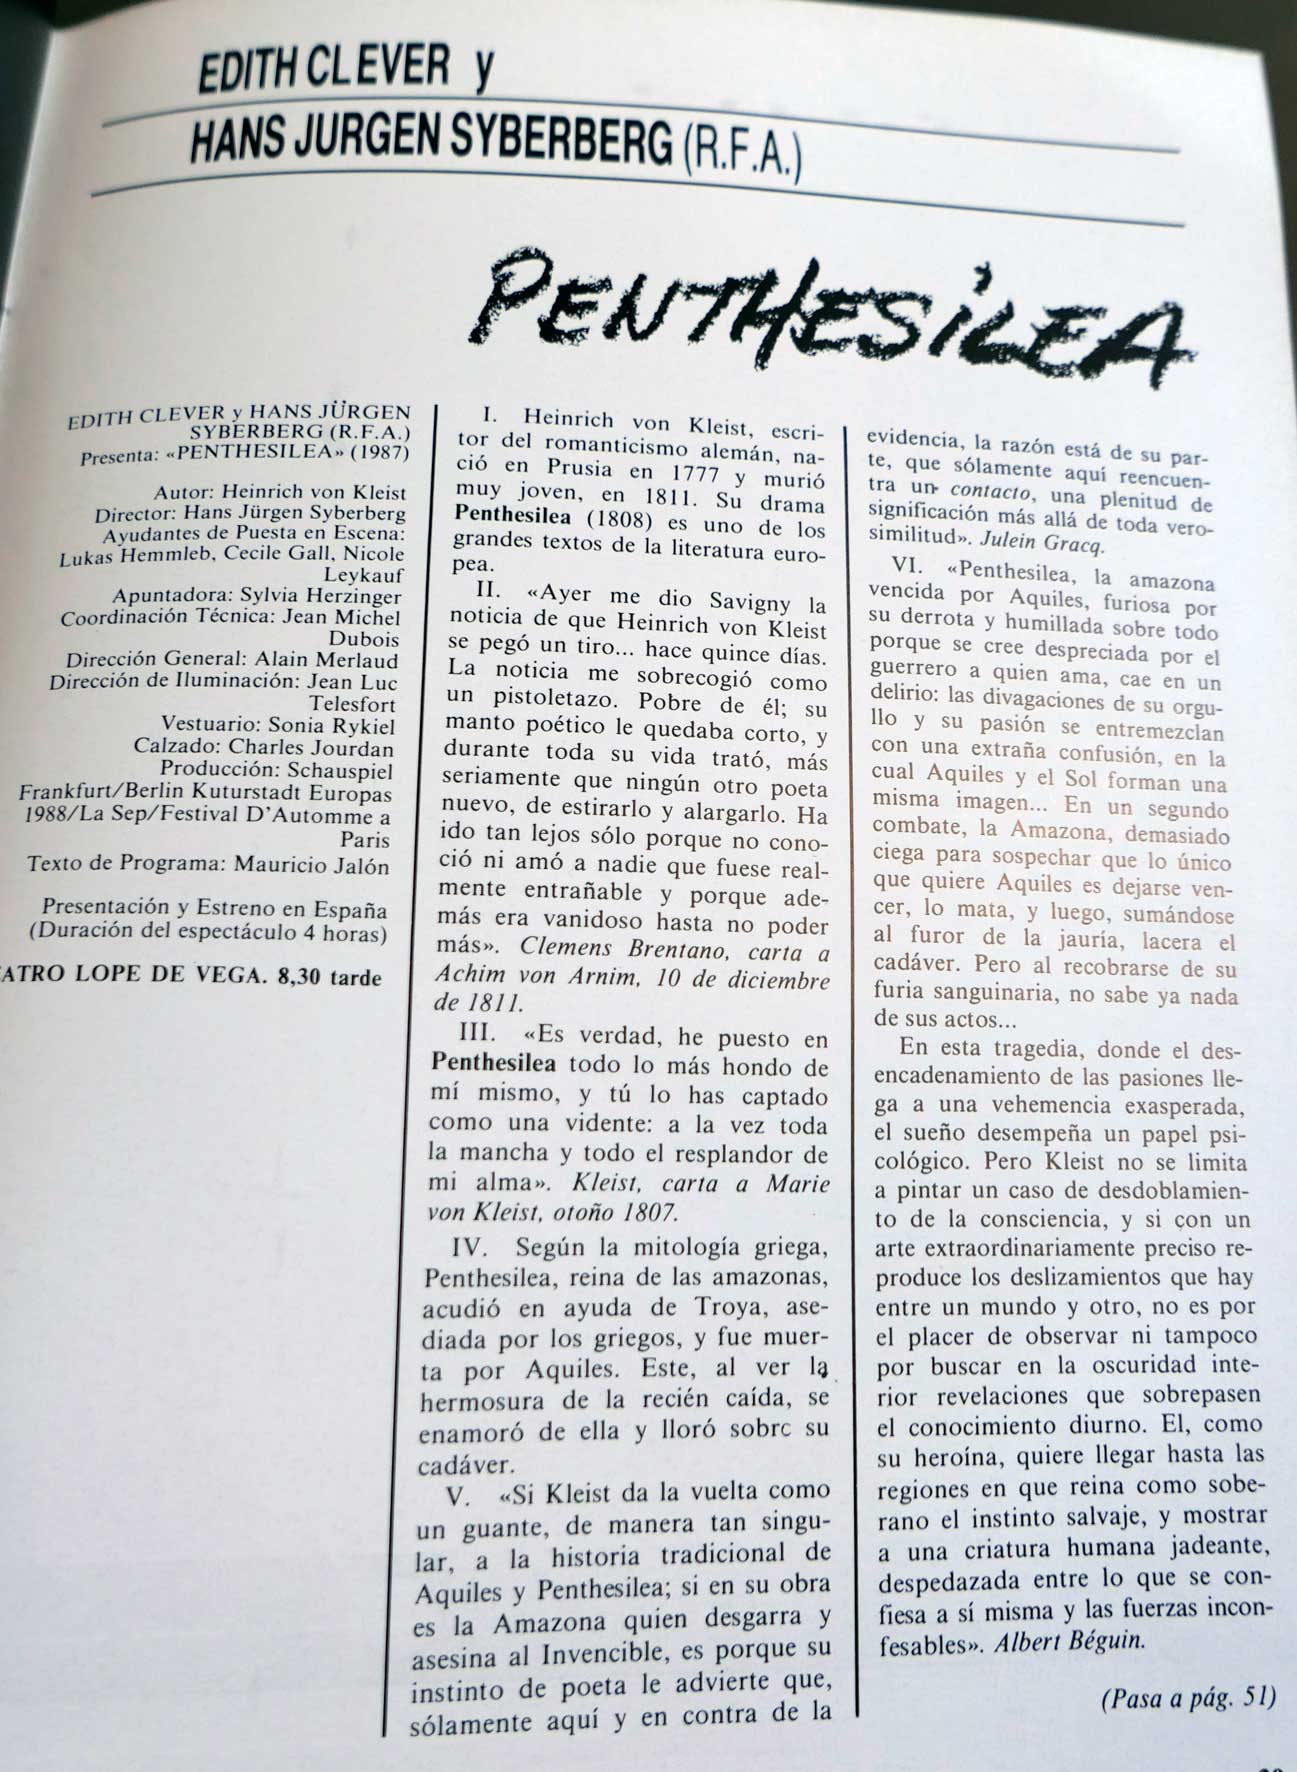 EDITH CLEVER y
HANS JURGEN SYBERBERG (R.F.A.)
PENTHESILEA
EDITH CLEVER y HANS JÜRGEN
SYBERBERG (R.F.A.)
Presenta: «PENTHESILEA» (1987)
Autor: Heinrich von Kleist
Director: Hans Jürgen Syberberg
Ayudantes de Puesta en Escena:
Lukas Hemmleb, Cecile Gall, Nicole
Leykauf
Apuntadora: Sylvia Herzinger
Coordinación Técnica: Jean Michel
Dubois
Dirección General: Alain Merlaud
Dirección de Iluminación: Jean Luc
Telesfort
Vestuario: Sonia Rykiel
Calzado: Charles Jourdan
Producción: Schauspiel
Frankfurt/Berlin Kuturstadt Europas
1988/La Sep/Festival D'Automme a
Paris
Texto de Programa: Mauricio Jalón
Presentación y Estreno en España
(Duración del espectáculo 4 horas)
EATRO LOPE DE VEGA. 8,30 tarde
I. Heinrich von Kleist, escri-
tor del romanticismo alemán, na-
ció en Prusia en 1777 y murió
muy joven, en 1811. Su drama
Penthesilea (1808) es uno de los
grandes textos de la literatura euro-
pea.
II. «Ayer me dio Savigny la
noticia de que Heinrich von Kleist
se pegó un tiro... hace quince días.
La noticia me sobrecogió como
un pistoletazo. Pobre de él; su
manto poético le quedaba corto, y
durante toda su vida trató, más
seriamente que ningún otro poeta
nuevo, de estirarlo y alargarlo. Ha
ido tan lejos sólo porque no cono-
ció ni amó a nadie que fuese real-
mente entrañable y porque ade-
más era vanidoso hasta no poder
más». Clemens Brentano, carta a
Achim von Arnim, 10 de diciembre
de 1811.
III. «Es verdad, he puesto en
Penthesilea todo lo más hondo de
mí mismo, y tú lo has captado
como una vidente: a la vez toda
la mancha y todo el resplandor de
mi alma». Kleist, carta a Marie
von Kleist, otoño 1807.
IV. Según la mitología griega,
Penthesilea, reina de las amazonas,
acudió en ayuda de Troya, ase-
diada por los griegos, y fue muer-
ta por Aquiles. Este, al ver la
hermosura de la recién caída, se
enamoró de ella y lloró sobre su
cadáver.
V. «Si Kleist da la vuelta como
un guante, de manera tan singu-
lar, a la historia tradicional de
Aquiles y Penthesilea; si en su obra
es la Amazona quien desgarra y
asesina al Invencible, es porque su
instinto de poeta le advierte que,
sólamente aquí y en contra de la
evidencia, la razón está de su par-
te, que sólamente aquí reencuen-
tra un contacto, una plenitud de
significación más allá de toda vero-
similitud». Julein Gracq.
VI. «Penthesilea, la amazona
vencida por Aquiles, furiosa por
su derrota y humillada sobre todo
porque se cree despreciada por el
guerrero a quien ama, cae en un
delirio: las divagaciones de su orgu-
llo y su pasión se entremezclan
con una extraña confusión, en la
cual Aquiles y el Sol forman una
misma imagen... En un segundo
combate, la Amazona, demasiado
ciega para sospechar que lo único
que quiere Aquiles es dejarse ven-
cer, lo mata, y luego, sumándose
al furor de la jauría, lacera el
cadáver. Pero al recobrarse de su
furia sanguinaria, no sabe ya nada
de sus actos...
En esta tragedia, donde el des-
encadenamiento de las pasiones lle-
ga a una vehemencia exasperada,
el sueño desempeña un papel psi-
cológico. Pero Kleist no se limita
a pintar un caso de desdoblamien-
to de la consciencia, y si con un
arte extraordinariamente preciso re-
produce los deslizamientos que hay
entre un mundo y otro, no es por
el placer de observar ni tampoco
por buscar en la oscuridad inte-
rior revelaciones que sobrepasen
el conocimiento diurno. El, como
su heroína, quiere llegar hasta las
regiones en que reina como sobe-
rano el instinto salvaje, y mostrar
a una criatura humana jadeante,
despedazada entre lo que se con-
fiesa a sí misma y las fuerzas incon-
fesables». Albert Béguin.
(Pasa a pág. 51)